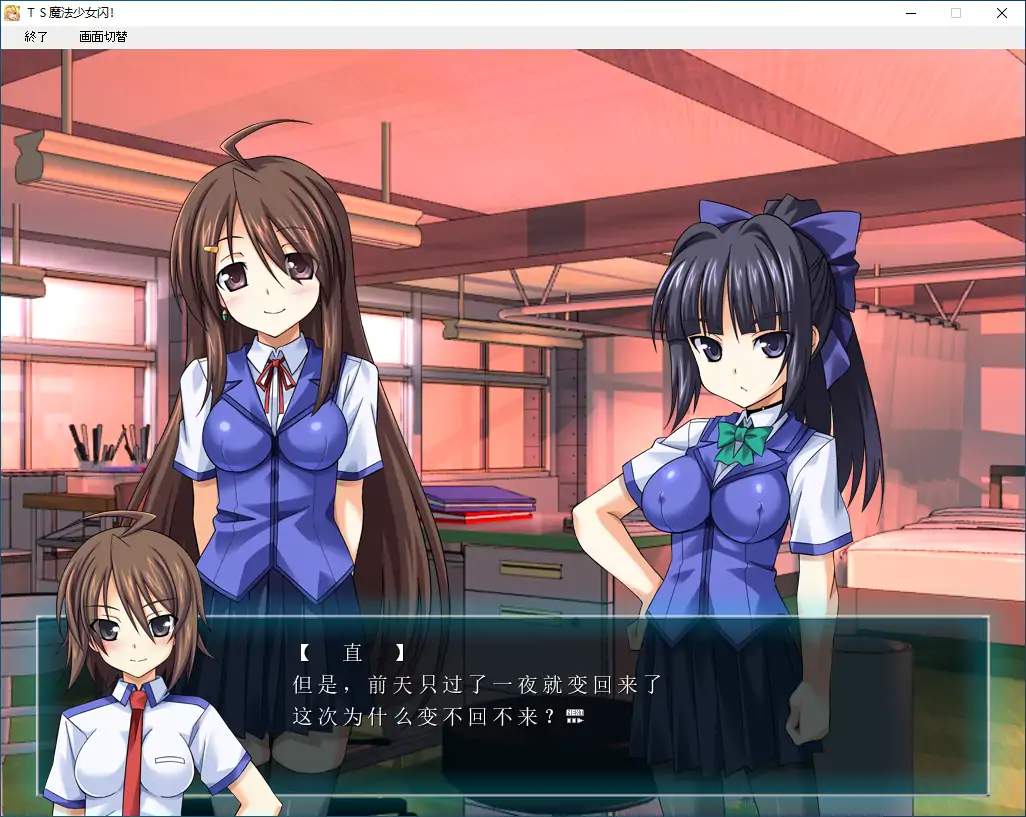 ＴＳ魔法少女闪!
終了 画面切替
【 直 】
但是，前天只过了一夜就变回来了
这次为什么变不回不来？
NEXT